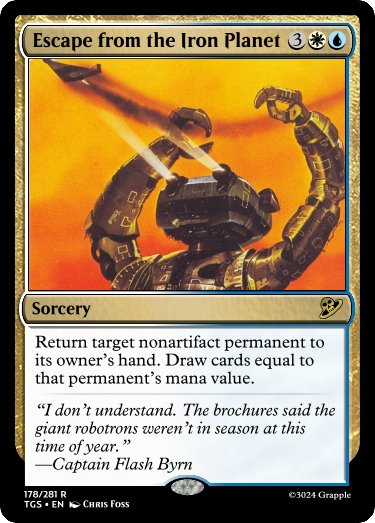 Escape from the Iron Planet 3
Sorcery
Return target nonartifact permanent to
its owner's hand. Draw cards equal to
that permanent's mana value.
"I don't understand. The brochures said the
giant robotrons weren't in season at this
time of year."
—Captain Flash Byrn
178/281 R
TGS • EN Chris Foss
©3024 Grapple